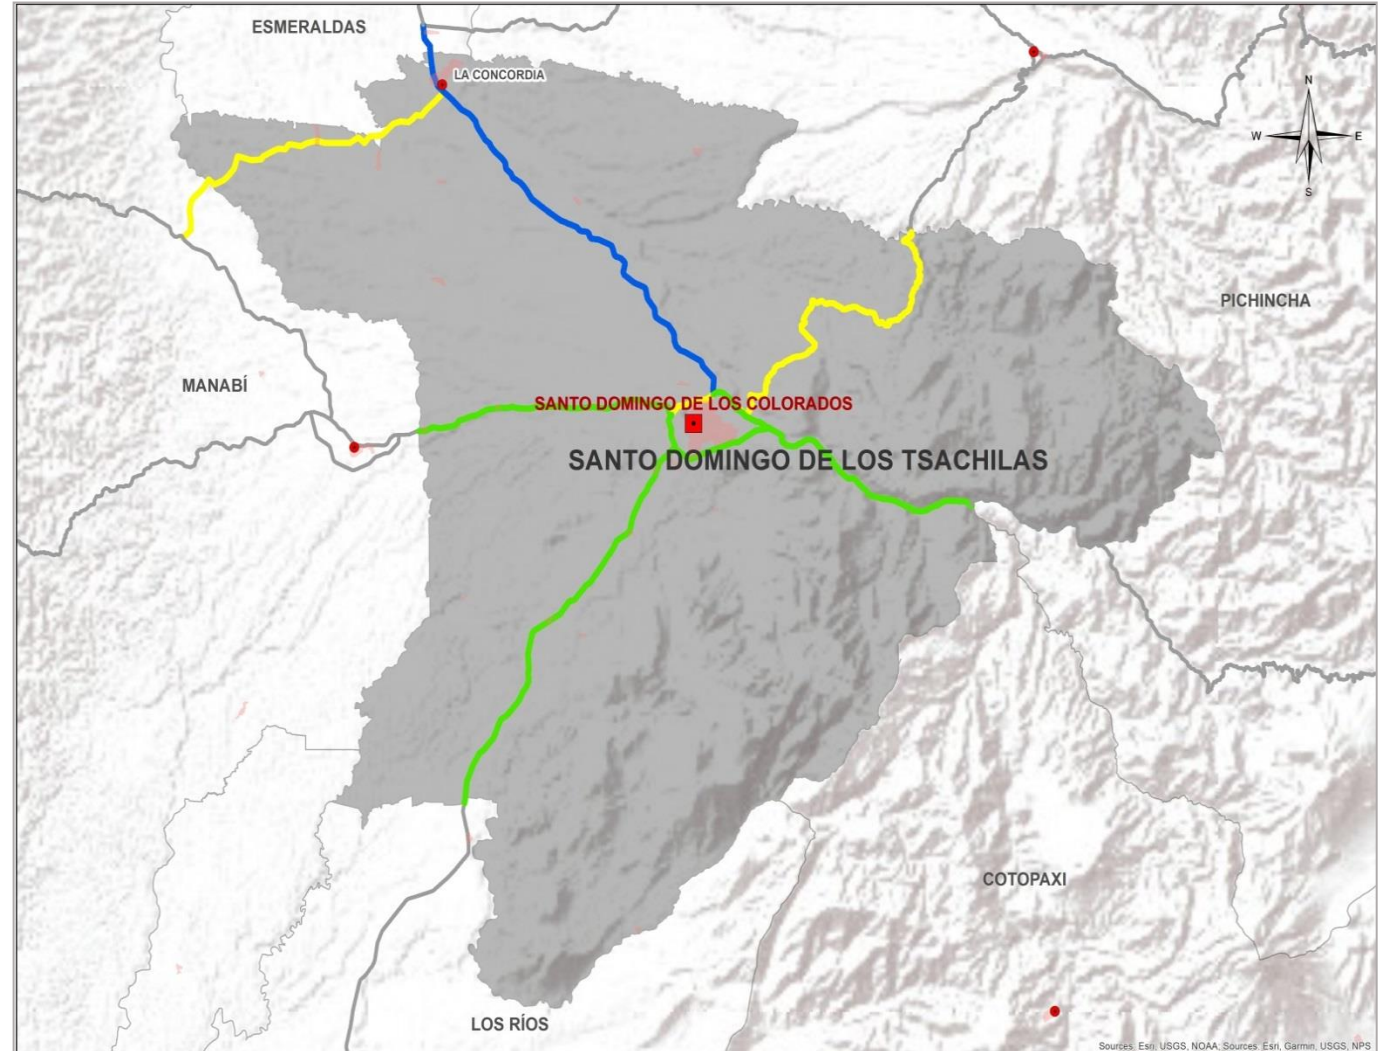 ESMERALDAS
LA CONCORDIA
N
W
E
S
PICHINCHA
MANABÍ
SANTO DOMINGO DE LOS COLORADOS
SANTO DOMINGO DE LOS TSACHILAS
COTOPAXI
LOS RÍOS
Sources: Esri, USGS, NOAA; Sources: Esri, Garmin, USGS, NPS